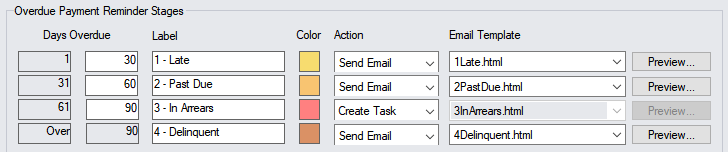 Overdue Payment Reminder Stages
Days Overdue Label Color Action Email Template
1 30 1 - Late Send Email 1Late.html Preview...
31 60 2 - Past Due Send Email 2PastDue.html Preview...
61 90 3 - In Arrears Create Task 3InArrears.html Preview...
Over 90 4 - Delinquent Send Email 4Delinquent.html Preview...